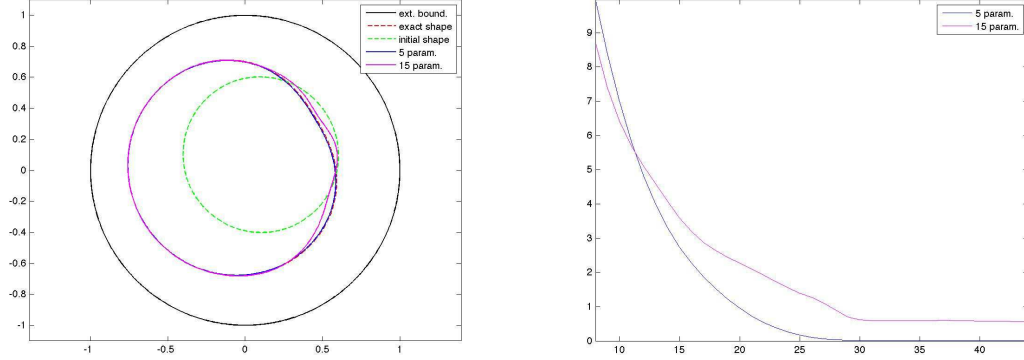 ext. bound.
exact shape
initial shape
5 param.
15 param.
1
0.8
0.6
0.4
0.2
0
-0.2
-0.4
-0.6
-0.8
-1
-1 -0.5 0 0.5 1
5 param.
15 param.
9
8
7
6
5
4
3
2
1
0
10 15 20 25 30 35 40